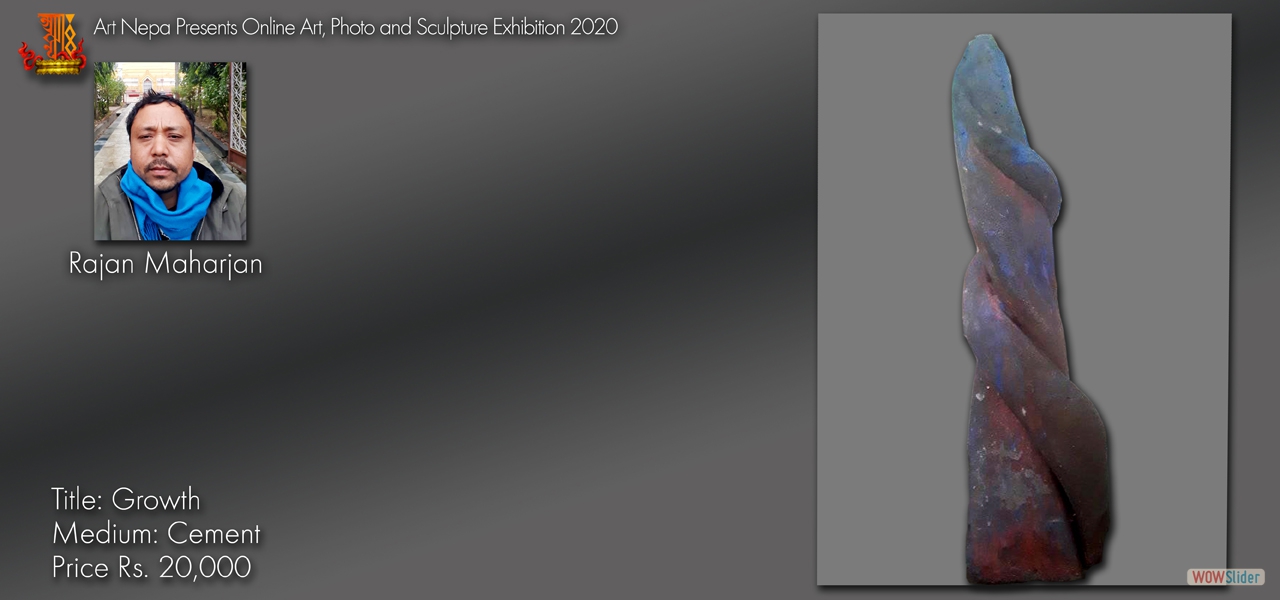 Art Nepa Presents Online Art, Photo and Sculpture Exhibition 2020
Rajan Maharjan
Title: Growth
Medium: Cement
Price Rs. 20,000
WOWSlider